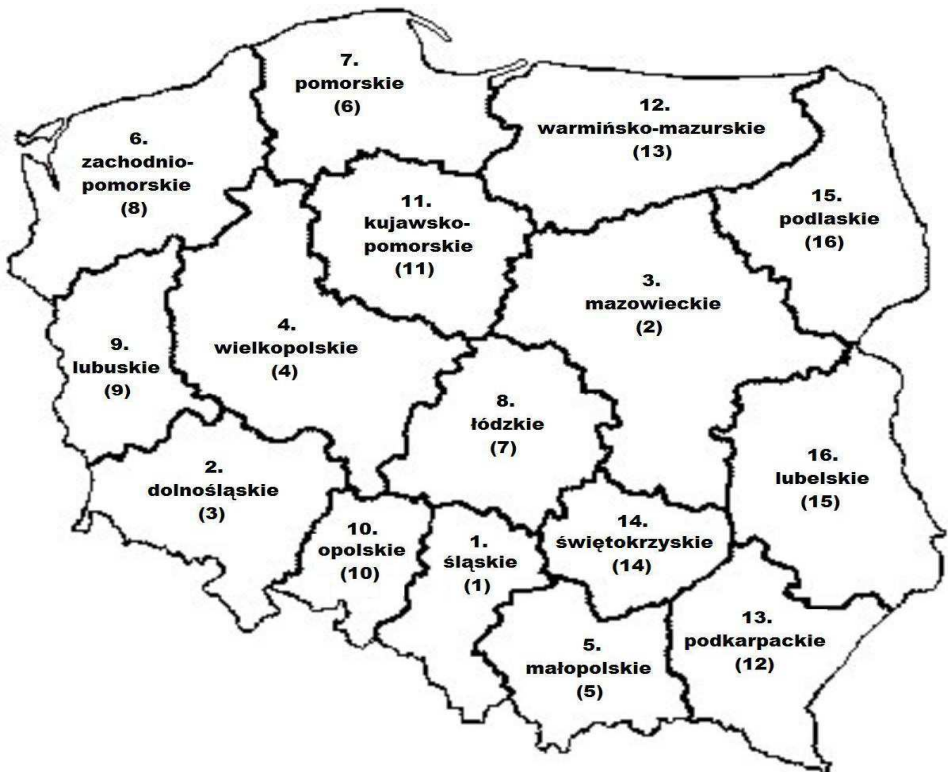 7.
pomorskie
(6)
12.
warmińsko-mazurskie
(13)
6.
zachodnio-
pomorskie
(8)
15.
podlaskie
(16)
11.
kujawsko-
pomorskie
(11)
3.
mazowieckie
(2)
4.
wielkopolskie
(4)
9.
lubuskie
(9)
8.
łódzkie
(7)
2.
dolnośląskie
(3)
16.
lubelskie
(15)
10.
opolskie
(10)
1.
śląskie
(1)
14.
świętokrzyskie
(14)
13.
podkarpackie
(12)
5.
małopolskie
(5)